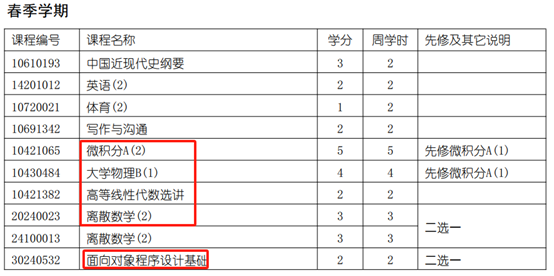 春季学期
课程编号 课程名称 学分 周学时 先修及其它说明
10610193 中国近现代史纲要 3 2
14201012 英语(2) 2 2
10720021 体育(2) 1 2
10691342 写作与沟通 2 2
10421065 微积分A(2) 5 5 先修微积分A(1)
10430484 大学物理B(1) 4 4 先修微积分A(1)
10421382 高等线性代数选讲 2 2
20240023 离散数学(2) 3 3 二选一
24100013 离散数学(2) 3 3
30240532 面向对象程序设计基础 2 2 二选一